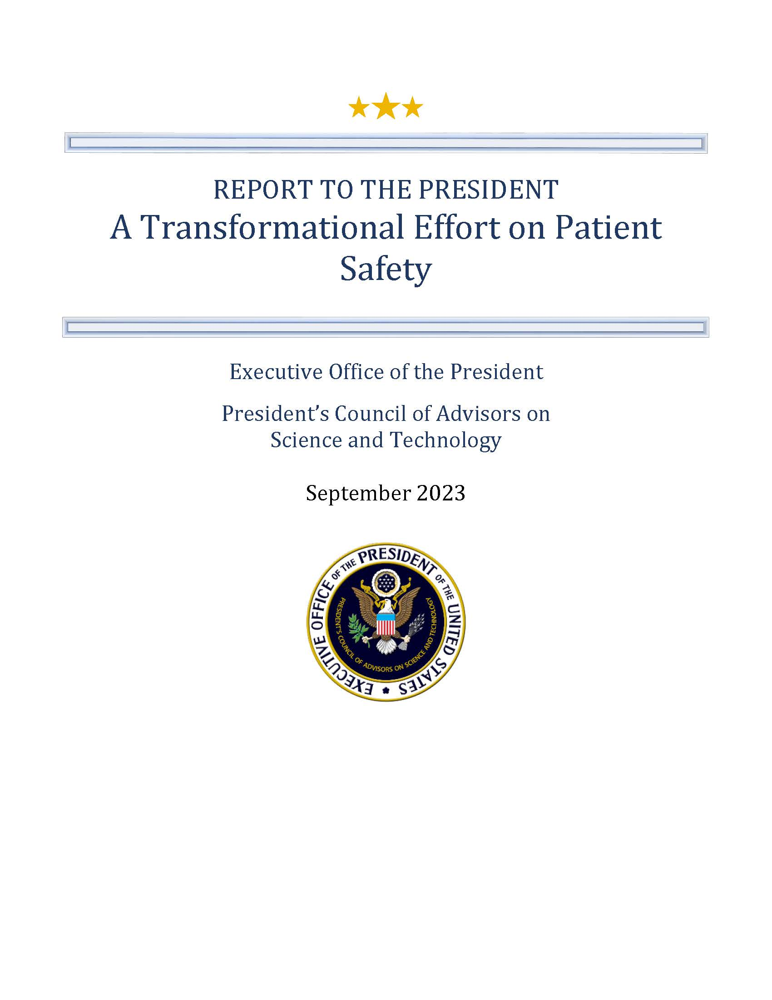 REPORT TO THE PRESIDENT
A Transformational Effort on Patient
Safety
Executive Office of the President
President’s Council of Advisors on
Science and Technology
September 2023
EXECUTIVE OFFICE OF THE PRESIDENT OF THE UNITED STATES
PRESIDENT'S COUNCIL OF ADVISORS ON SCIENCE AND TECHNOLOGY